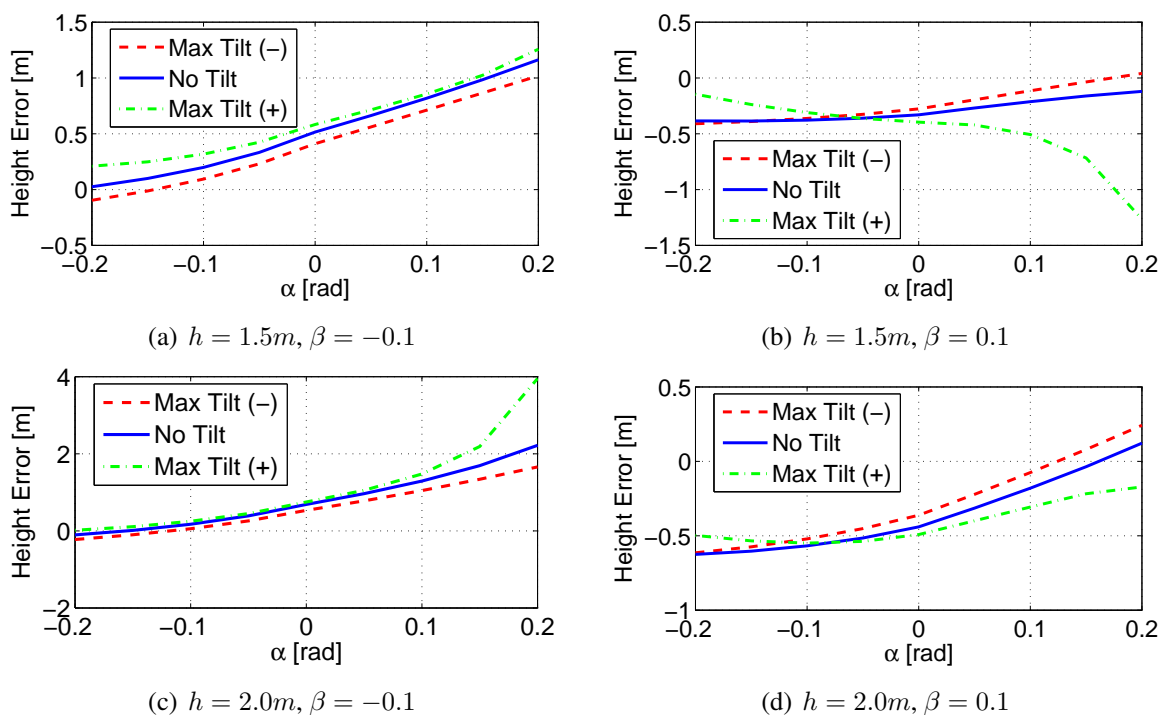 1.5
1
0.5
0
−0.5
Height Error [m]
Max Tilt (−)
No Tilt
Max Tilt (+)
−0.2
−0.1
0
0.1
0.2
α [rad]
(a) h = 1.5m, β = −0.1
0.5
0
−0.5
−1
−1.5
Height Error [m]
Max Tilt (−)
No Tilt
Max Tilt (+)
−0.2
−0.1
0
0.1
0.2
α [rad]
(b) h = 1.5m, β = 0.1
4
2
0
−2
Height Error [m]
Max Tilt (−)
No Tilt
Max Tilt (+)
−0.2
−0.1
0
0.1
0.2
α [rad]
(c) h = 2.0m, β = −0.1
0.5
0
−0.5
−1
Height Error [m]
Max Tilt (−)
No Tilt
Max Tilt (+)
−0.2
−0.1
0
0.1
0.2
α [rad]
(d) h = 2.0m, β = 0.1